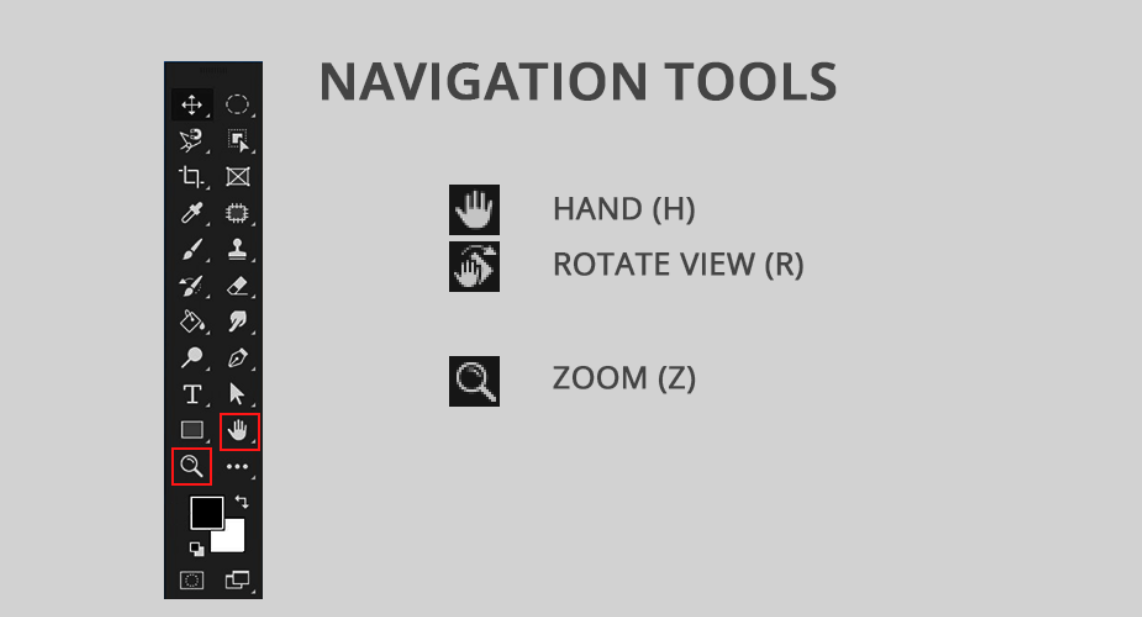 NAVIGATION TOOLS
HAND (H)
ROTATE VIEW (R)
ZOOM (Z)